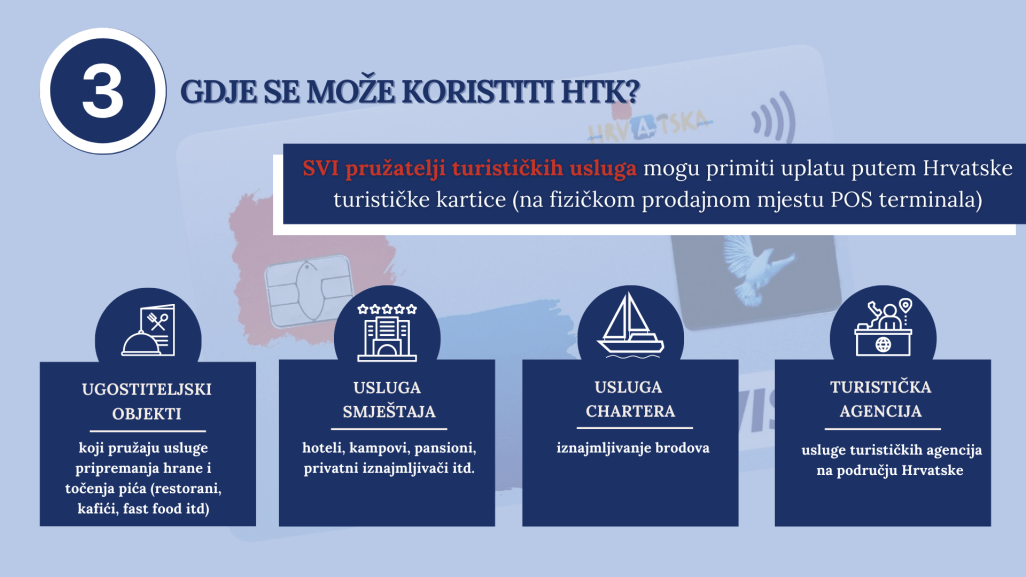 3
GDJE SE MOŽE KORISTITI HTK?
HRVATSKA
SVI pružatelji turističkih usluga mogu primiti uplatu putem Hrvatske
turističke kartice (na fizičkom prodajnom mjestu POS terminala)
UGOSTITELJSKI
OBJEKTI
koji pružaju usluge
pripremanja hrane i
točenja pića (restorani,
kafići, fast food itd)
USLUGA
SMJEŠTAJA
hoteli, kampovi, pansioni,
privatni iznajmljivači itd.
USLUGA
CHARTERA
iznajmljivanje brodova
TURISTIČKA
AGENCIJA
usluge turističkih agencija
na području Hrvatske